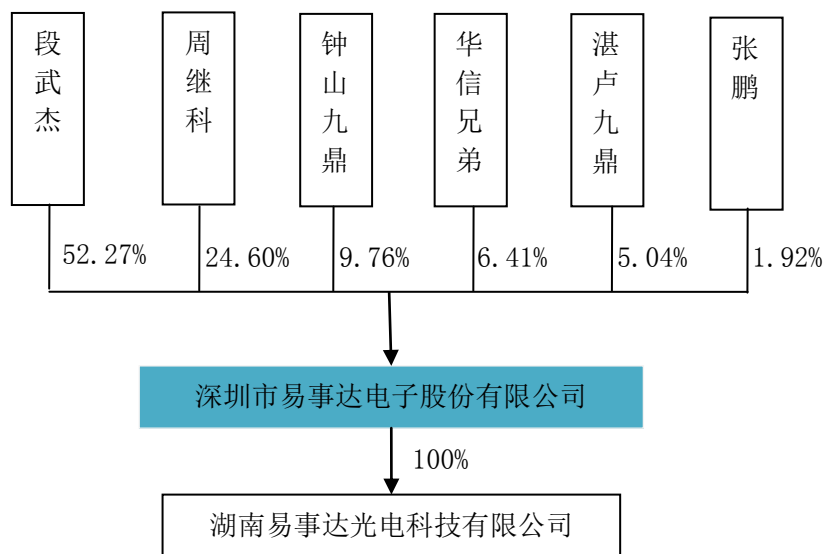 段武杰
周继科
钟山九鼎
华信兄弟
湛卢九鼎
张鹏
52.27%
24.60%
9.76%
6.41%
5.04%
1.92%
深圳市易事达电子股份有限公司
100%
湖南易事达光电科技有限公司